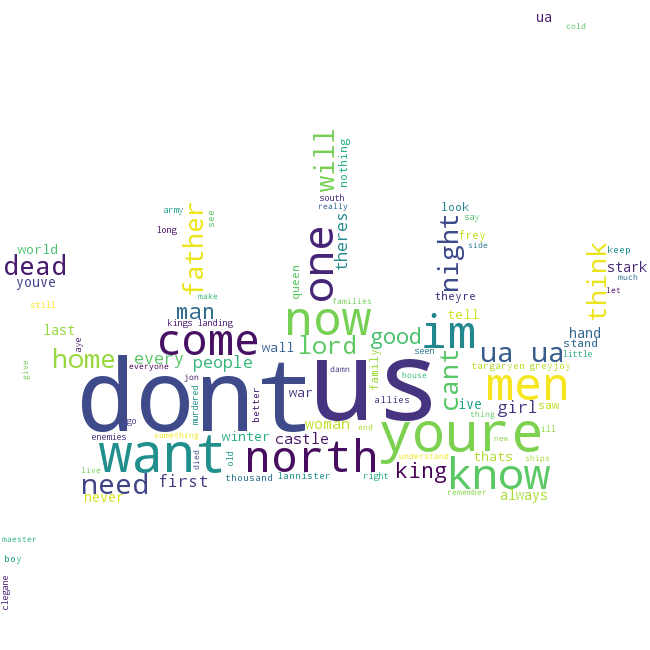 ua
cold
will
nothing
south
really
army
long
see
father
look
say
frey
side
night
theyre
one
theres
queen
families
world
dead
youve
still
think
keep
stark
much
let
make
man
kings landing
now
im
tell
hand
stand
little
last
aye
home
come
every
people
everyone
wall
lord
good
seen
cant
ua ua
targaryen greyjoy
give
dont
us
jon
murdered
better
war
damn
family
house
allies
men
ive
girl
saw
thing
go
enemies
something
want
died
old
winter
castle
woman
end
north
youre
understand
king
know
thats
new
ill
ships
live
need
never
first
thousand
lannister
right
remember
always
maester
boy
clegane